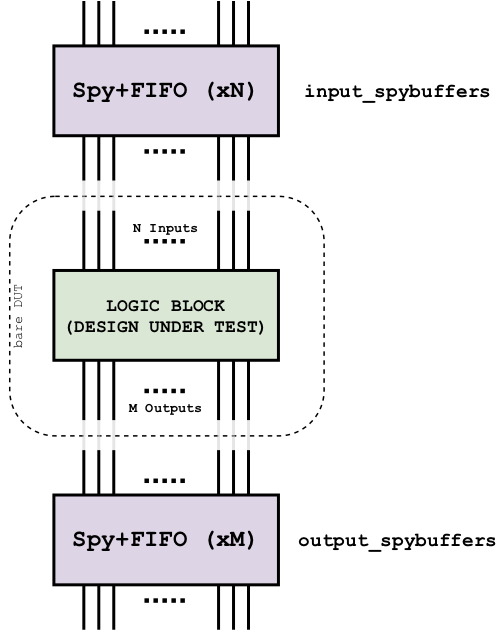 Spy+FIFO (xN)
input_spybuffers
N Inputs
bare DUT
LOGIC BLOCK
(DESIGN UNDER TEST)
M Outputs
Spy+FIFO (xM)
output_spybuffers